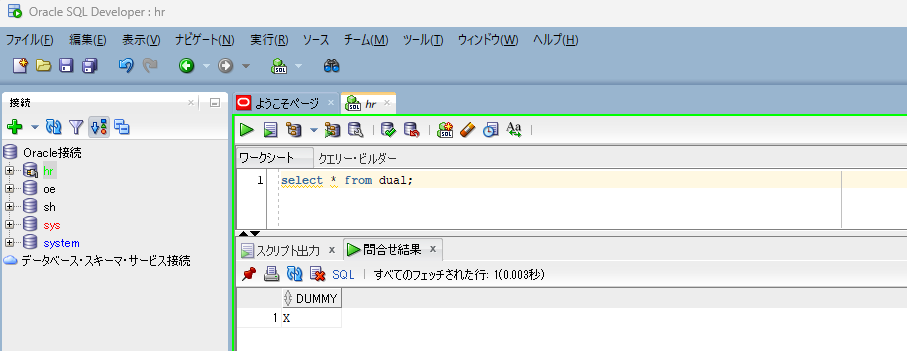 Oracle SQL Developer : hr
ファイル(F) 編集(E) 表示(V) ナビゲート(N) 実行(R) ソース チーム(M) ツール(T) ウィンドウ(W) ヘルプ(H)
接続
ようこそページ
hr
Oracle接続
hr
oe
sh
sys
system
データベース・スキーマ・サービス接続
ワークシート クエリー・ビルダー
1 select * from dual;
スクリプト出力 問合せ結果
SQL すべてのフェッチされた行: 1(0.003秒)
DUMMY
1 X